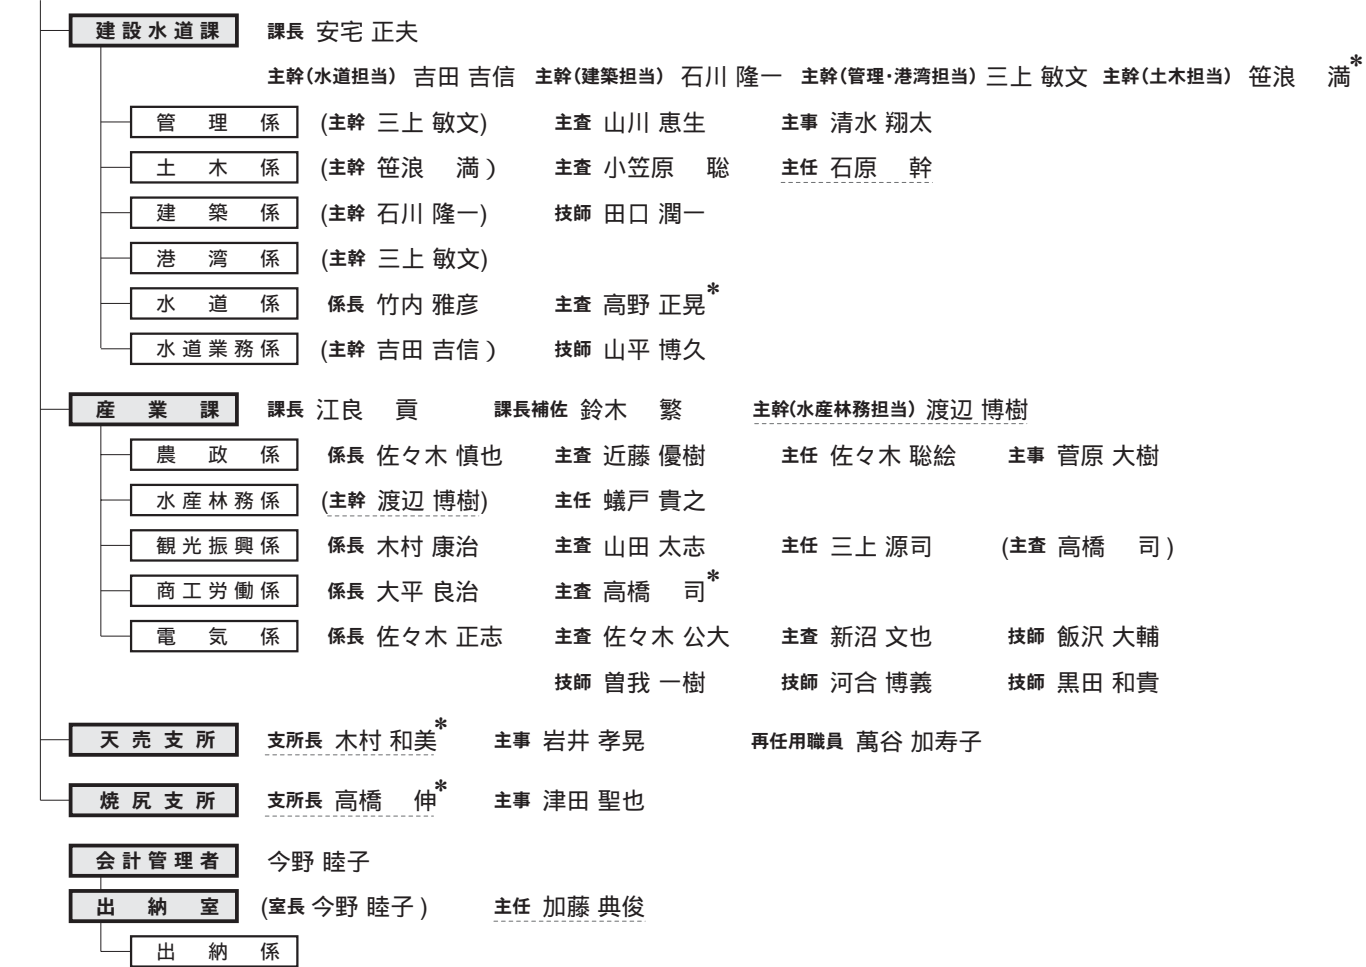 建設水道課 課長 安宅 正夫
主幹(水道担当) 吉田 吉信 主幹(建築担当) 石川 隆一 主幹(管理・港湾担当) 三上 敏文 主幹(土木担当) 笹浪 満*
管理係 (主幹 三上 敏文) 主査 山川 恵生 主事 清水 翔太
土木係 (主幹 笹浪 満) 主査 小笠原 聡 主任 石原 幹
建築係 (主幹 石川 隆一) 技師 田口 潤一
港湾係 (主幹 三上 敏文)
水道係 係長 竹内 雅彦 主査 高野 正晃*
水道業務係 (主幹 吉田 吉信) 技師 山平 博久
産業課 課長 江良 貢 課長補佐 鈴木 繁 主幹(水産林務担当) 渡辺 博樹
農政係 係長 佐々木 慎也 主査 近藤 優樹 主任 佐々木 聡絵 主事 菅原 大樹
水産林務係 (主幹 渡辺 博樹) 主任 蟻戸 貴之
観光振興係 係長 木村 康治 主査 山田 太志 主任 三上 源司 (主査 高橋 司)
商工労働係 係長 大平 良治 主査 高橋 司*
電気係 係長 佐々木 正志 主査 佐々木 公大 主査 新沼 文也 技師 飯沢 大輔
技師 曽我 一樹 技師 河合 博義 技師 黒田 和貴
天売支所 支所長 木村 和美* 主事 岩井 孝晃 再任用職員 萬谷 加寿子
焼尻支所 支所長 高橋 伸* 主事 津田 聖也
会計管理者 今野 睦子
出納室 (室長 今野 睦子) 主任 加藤 典俊
出納係